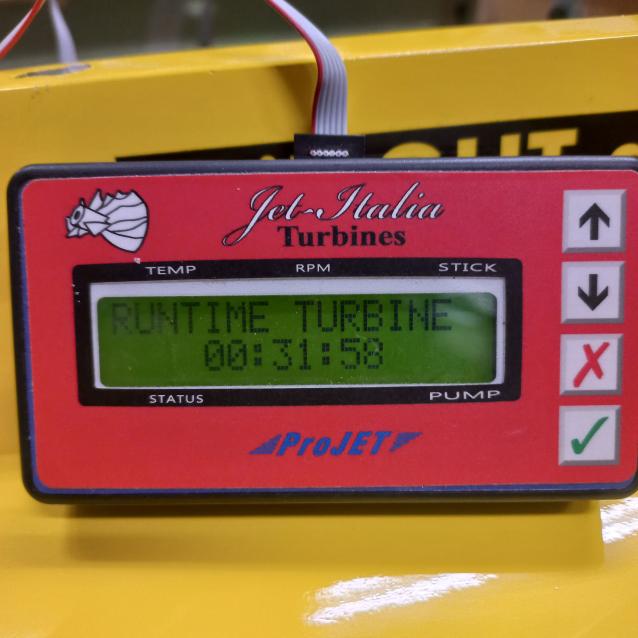 Jet-Italia
Turbines
TEMP RPM STICK
RUNTIME TURBINE
00:31:58
STATUS PUMP
ProJET